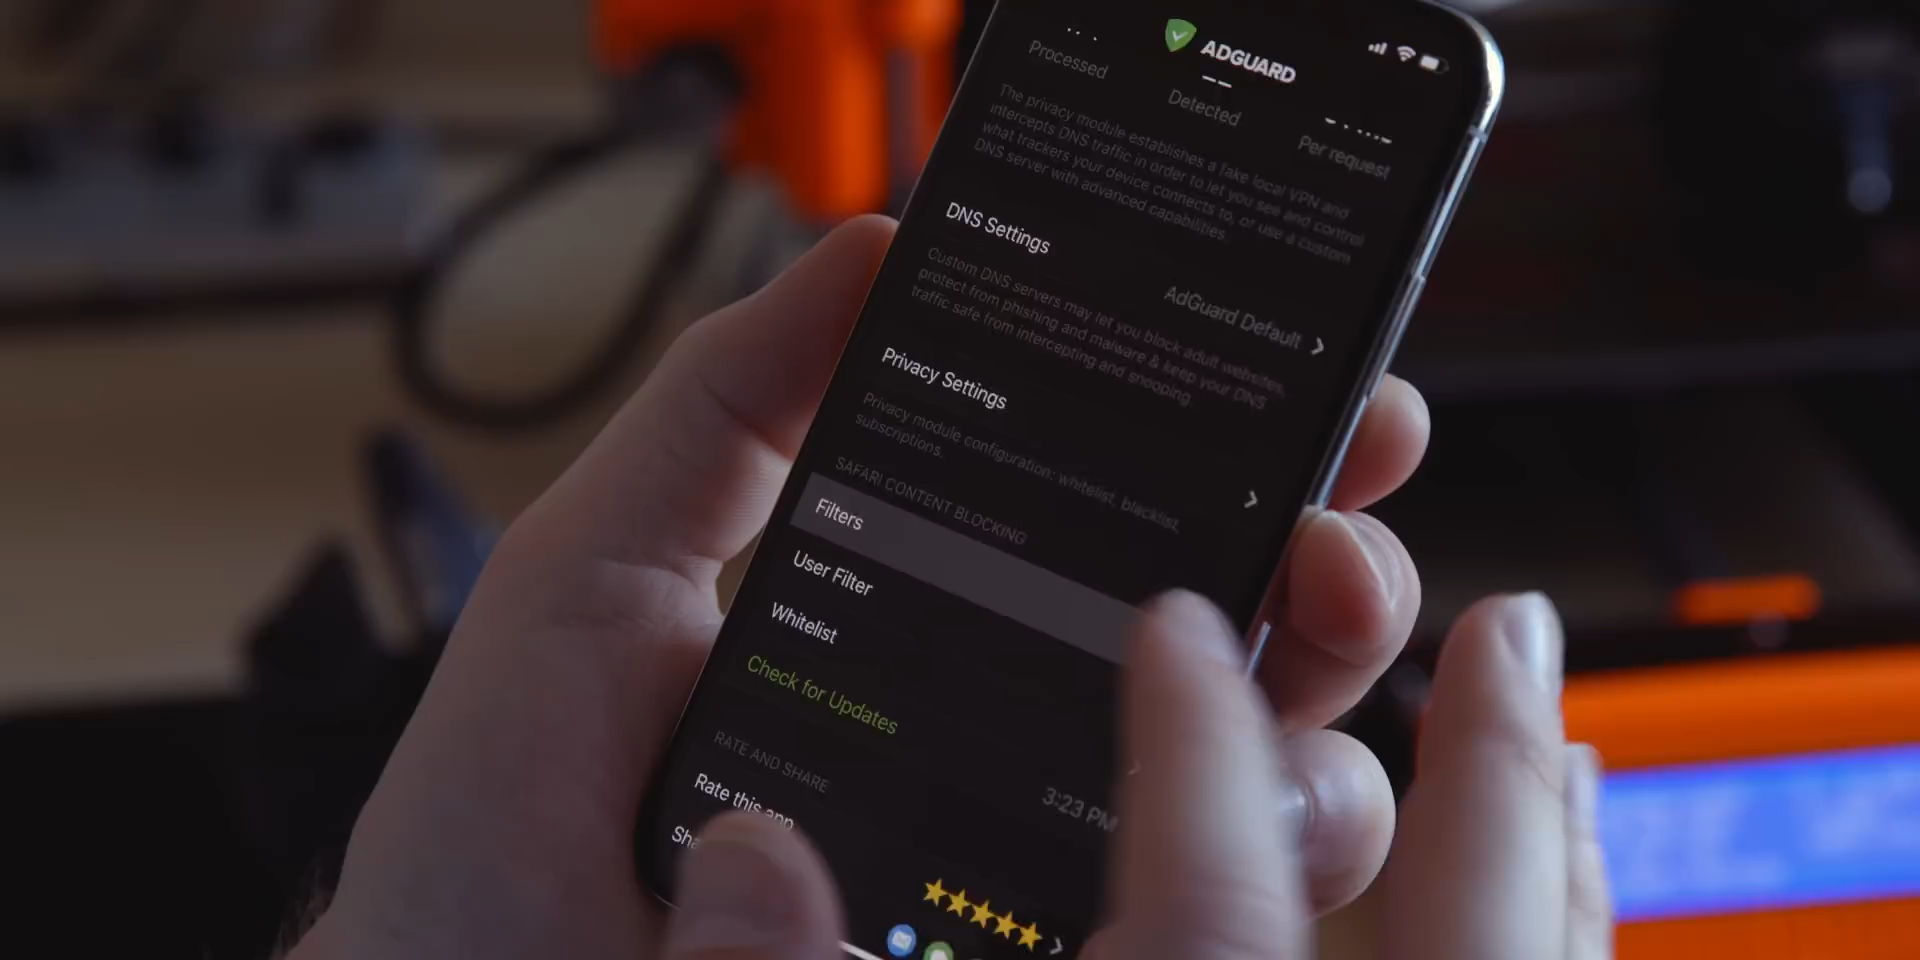 ADGUARD
Processed
Detected
Per request
The privacy module establishes a fake local VPN and
intercepts DNS traffic in order to let you see and control
what trackers your device connects to, or use a custom
DNS server with advanced capabilities.
DNS Settings
AdGuard Default
Custom DNS servers may let you block adult websites,
protect from phishing and malware & keep your DNS
traffic safe from intercepting and snooping.
Privacy Settings
Privacy module configuration: whitelist, blacklist,
subscriptions.
SAFARI CONTENT BLOCKING
Filters
User Filter
Whitelist
Check for Updates
3:23 PM
RATE AND SHARE
Rate this app